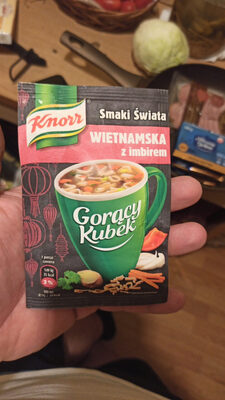 Knorr
Smaki Świata
WIETNAMSKA
z imbirem
Gorący
Kubek